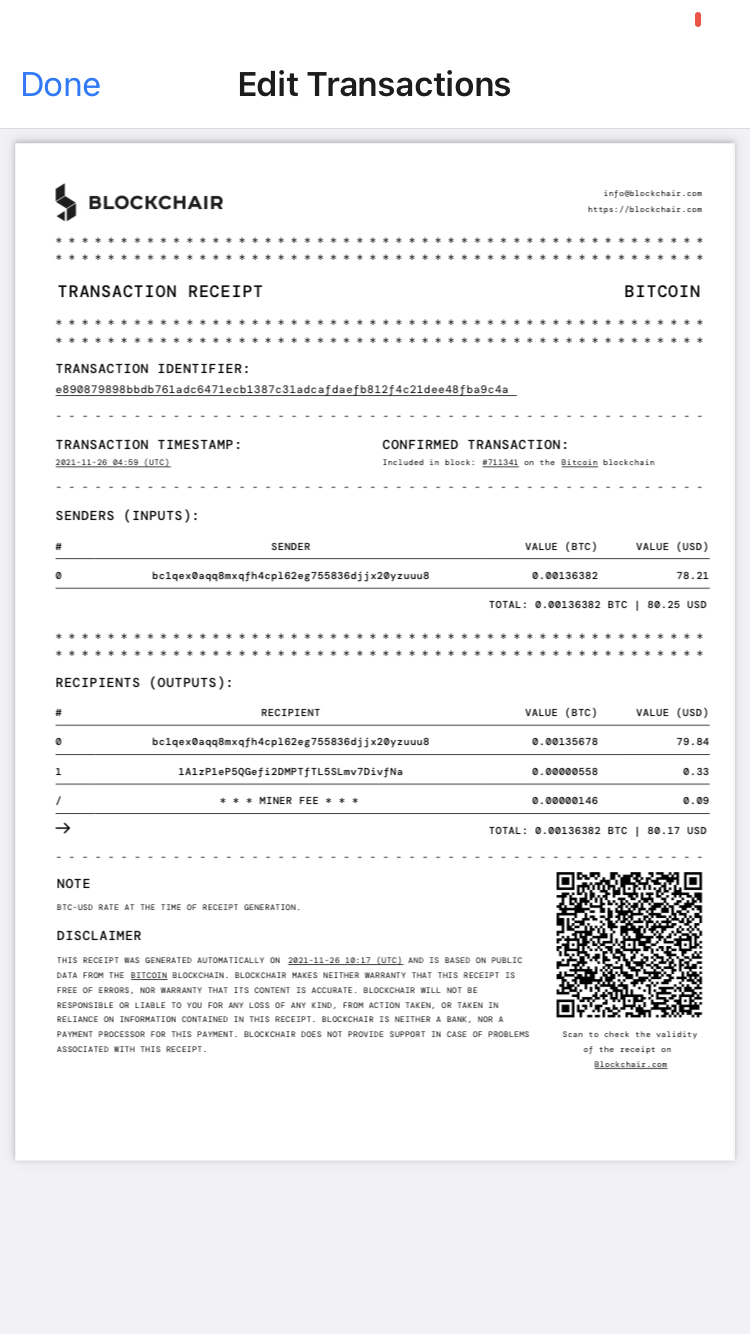 Done
Edit Transactions
BLOCKCHAIR
info@blockchair.com
https://blockchair.com
* * * * * * * * * * * * * * * * * * * * * * * * * * * * * * * * * * * * * * * * * * * * * * * * * *
* * * * * * * * * * * * * * * * * * * * * * * * * * * * * * * * * * * * * * * * * * * * * * * * * *
TRANSACTION RECEIPT BITCOIN
* * * * * * * * * * * * * * * * * * * * * * * * * * * * * * * * * * * * * * * * * * * * * * * * * *
* * * * * * * * * * * * * * * * * * * * * * * * * * * * * * * * * * * * * * * * * * * * * * * * * *
TRANSACTION IDENTIFIER:
e890879898bbdb761adc6471ecb1387c31adcafdaefb812f4c21dee48fba9c4a
- - - - - - - - - - - - - - - - - - - - - - - - - - - - - - - - - - - - - - - - - - - - - - - - - -
TRANSACTION TIMESTAMP:
2021-11-26 04:59 (UTC)
CONFIRMED TRANSACTION:
Included in block: #711341 on the Bitcoin blockchain
- - - - - - - - - - - - - - - - - - - - - - - - - - - - - - - - - - - - - - - - - - - - - - - - - -
SENDERS (INPUTS):
# SENDER VALUE (BTC) VALUE (USD)
0 bc1qex0aqq8mxqfh4cpl62eg755836djjx20yzuuu8 0.00136382 78.21
TOTAL: 0.00136382 BTC | 80.25 USD
* * * * * * * * * * * * * * * * * * * * * * * * * * * * * * * * * * * * * * * * * * * * * * * * * *
* * * * * * * * * * * * * * * * * * * * * * * * * * * * * * * * * * * * * * * * * * * * * * * * * *
RECIPIENTS (OUTPUTS):
# RECIPIENT VALUE (BTC) VALUE (USD)
0 bc1qex0aqq8mxqfh4cpl62eg755836djjx20yzuuu8 0.00135678 79.84
1 1A1zP1eP5QGefi2DMPTfTL5SLmv7DivfNa 0.00000558 0.33
/ * * * MINER FEE * * * 0.00000146 0.09
→ TOTAL: 0.00136382 BTC | 80.17 USD
- - - - - - - - - - - - - - - - - - - - - - - - - - - - - - - - - - - - - - - - - - - - - - - - - -
NOTE
BTC-USD RATE AT THE TIME OF RECEIPT GENERATION.
DISCLAIMER
THIS RECEIPT WAS GENERATED AUTOMATICALLY ON 2021-11-26 10:17 (UTC) AND IS BASED ON PUBLIC
DATA FROM THE BITCOIN BLOCKCHAIN. BLOCKCHAIR MAKES NEITHER WARRANTY THAT THIS RECEIPT IS
FREE OF ERRORS, NOR WARRANTY THAT ITS CONTENT IS ACCURATE. BLOCKCHAIR WILL NOT BE
RESPONSIBLE OR LIABLE TO YOU FOR ANY LOSS OF ANY KIND, FROM ACTION TAKEN, OR TAKEN IN
RELIANCE ON INFORMATION CONTAINED IN THIS RECEIPT. BLOCKCHAIR IS NEITHER A BANK, NOR A
PAYMENT PROCESSOR FOR THIS PAYMENT. BLOCKCHAIR DOES NOT PROVIDE SUPPORT IN CASE OF PROBLEMS
ASSOCIATED WITH THIS RECEIPT.
Scan to check the validity
of the receipt on
Blockchair.com